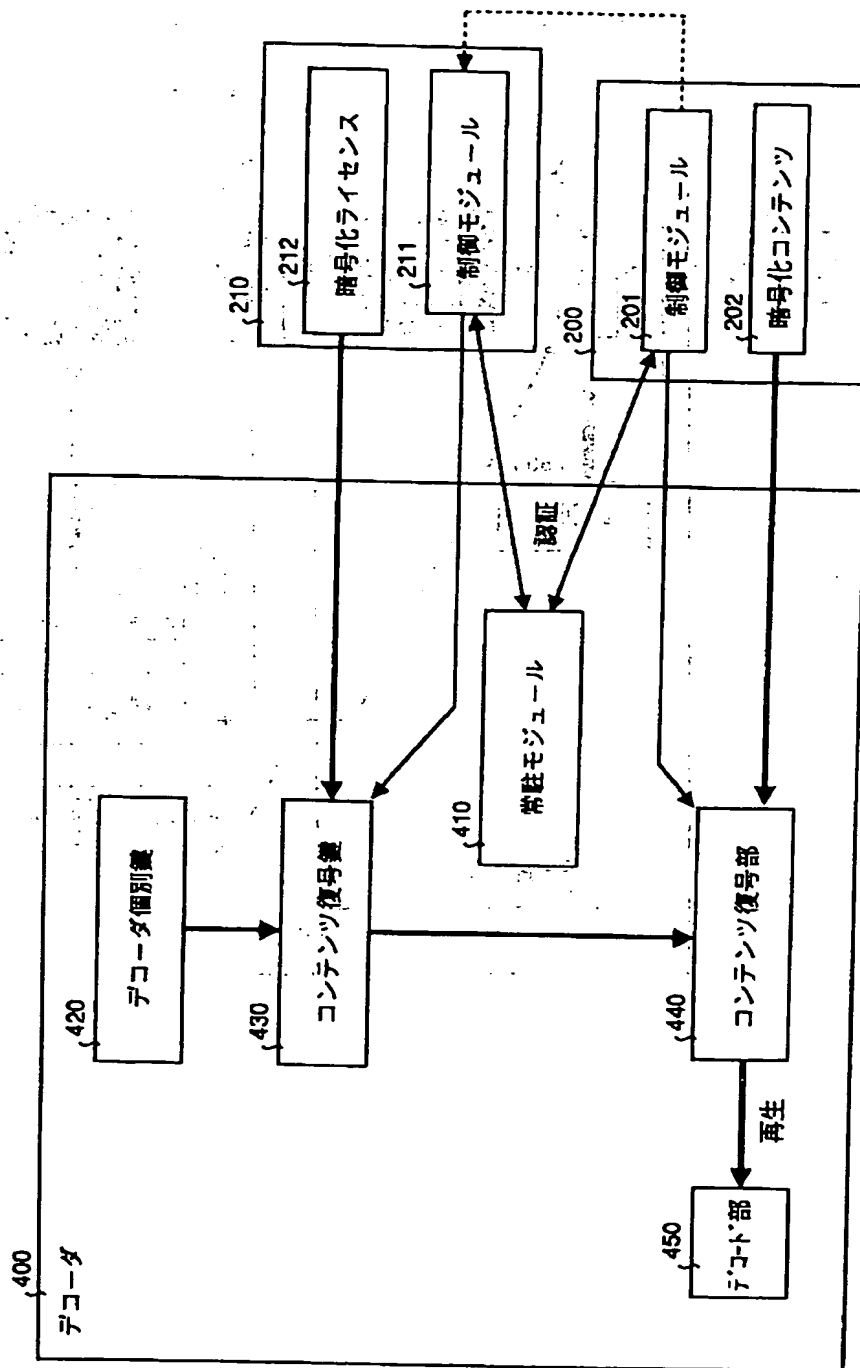 400
デコーダ
420
デコーダ個別鍵
430
コンテンツ復号鍵
410
常駐モジュール
認証
440
コンテンツ復号部
再生
450
デコード部
210
212
暗号化ライセンス
211
制御モジュール
200
201
制御モジュール
202
暗号化コンテンツ